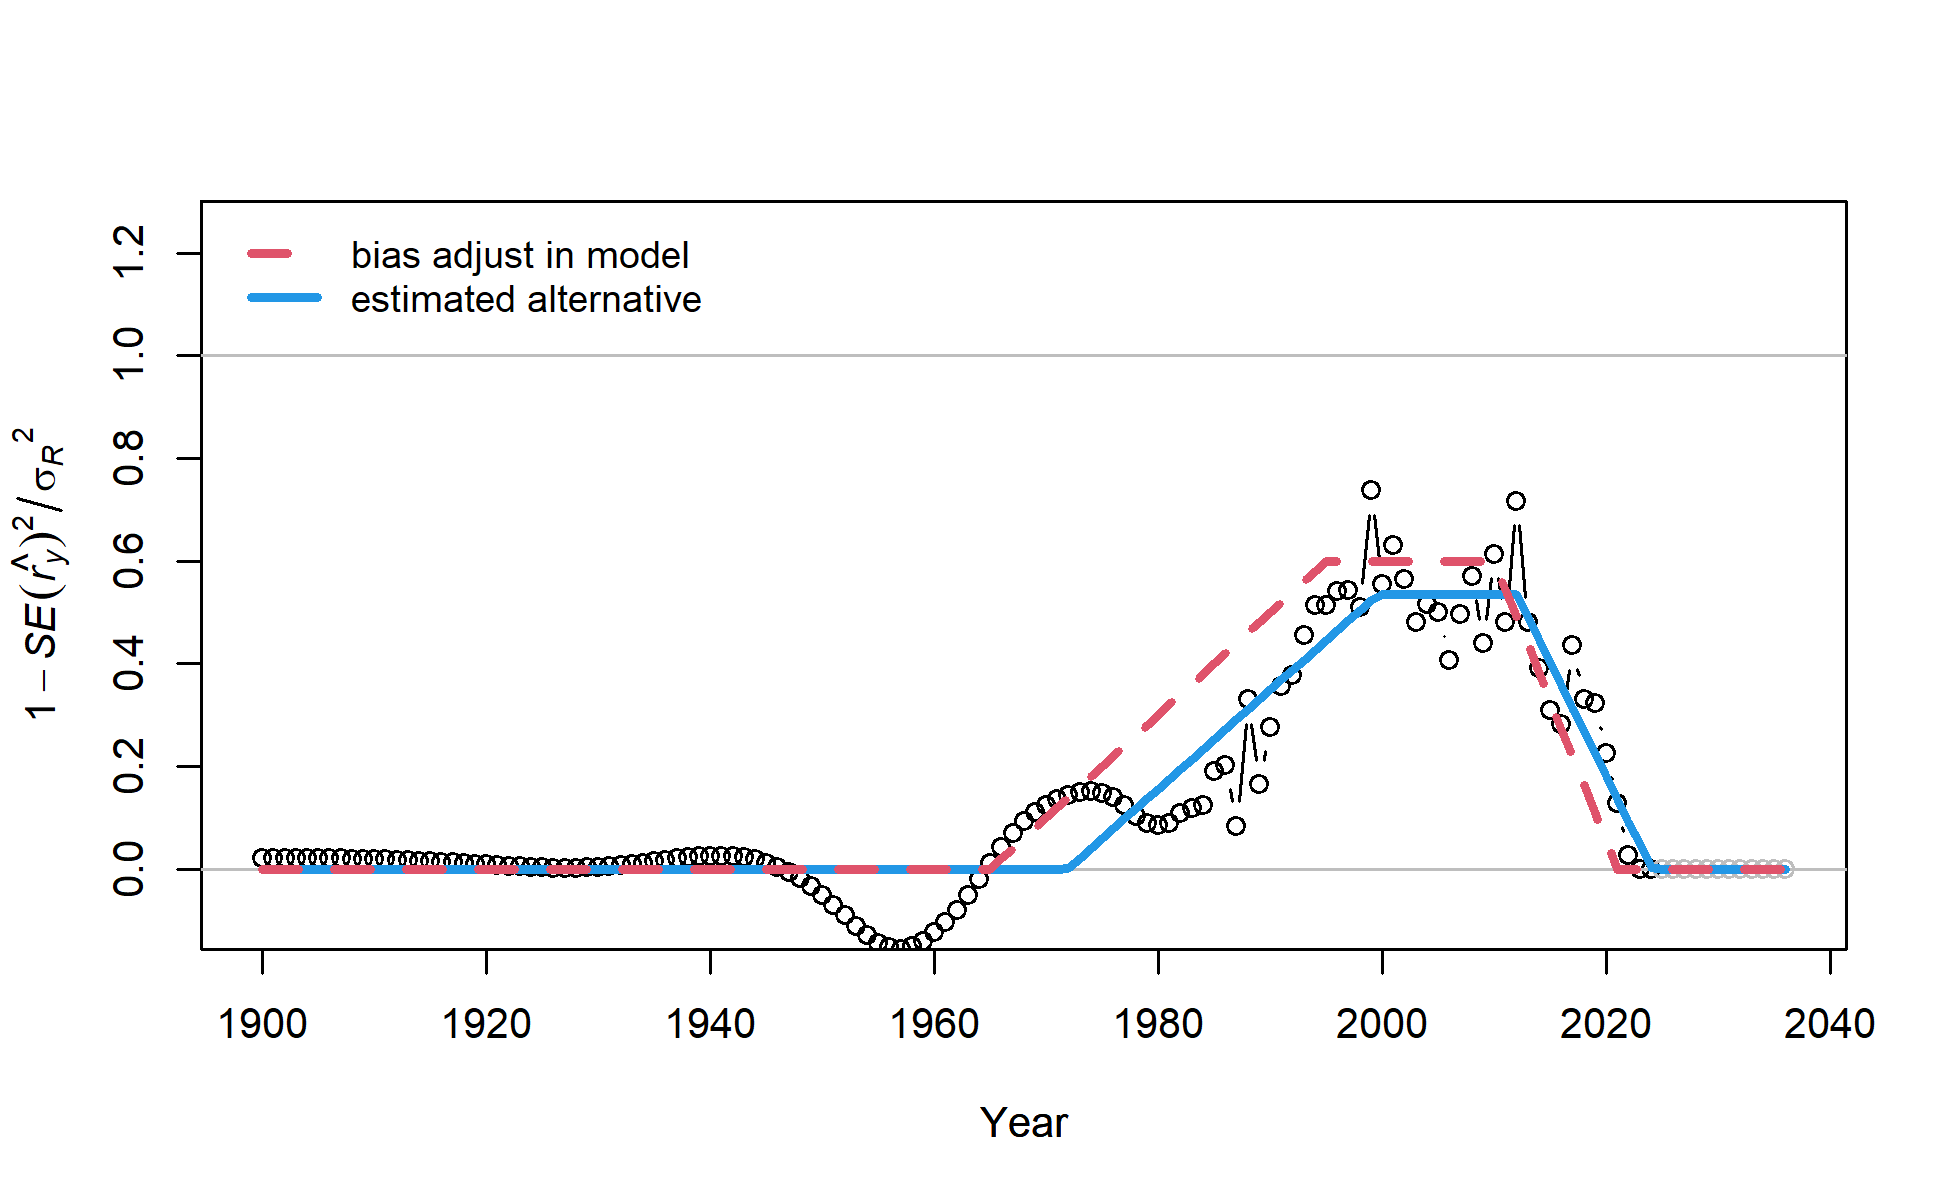 bias adjust in model
estimated alternative
1 − SE(r̂y)² / σR²
1.2
1.0
0.8
0.6
0.4
0.2
0.0
1900 1920 1940 1960 1980 2000 2020 2040
Year